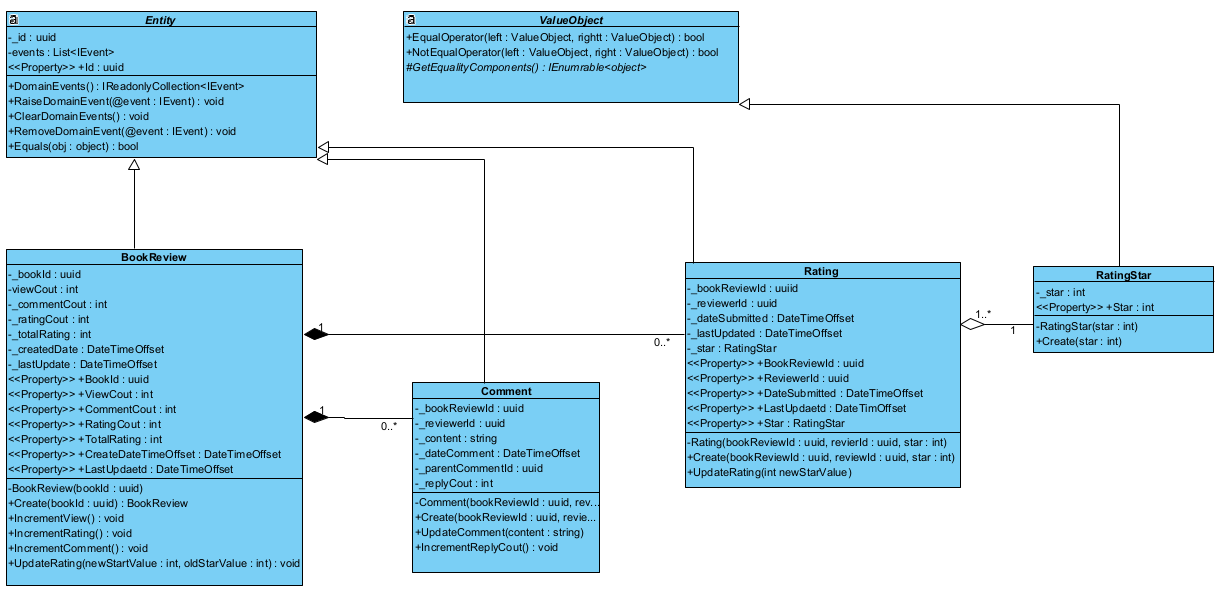 a
Entity
-_id : uuid
-events : List<IEvent>
<<Property>> +Id : uuid
+DomainEvents() : IReadonlyCollection<IEvent>
+RaiseDomainEvent(@event : IEvent) : void
+ClearDomainEvents() : void
+RemoveDomainEvent(@event : IEvent) : void
+Equals(obj : object) : bool
a
ValueObject
+EqualOperator(left : ValueObject, rightt : ValueObject) : bool
+NotEqualOperator(left : ValueObject, right : ValueObject) : bool
#GetEqualityComponents() : IEnumrable<object>
BookReview
-_bookId : uuid
-viewCout : int
-_commentCout : int
-_ratingCout : int
-_totalRating : int
-_createdDate : DateTimeOffset
-_lastUpdate : DateTimeOffset
<<Property>> +BookId : uuid
<<Property>> +ViewCout : int
<<Property>> +CommentCout : int
<<Property>> +RatingCout : int
<<Property>> +TotalRating : int
<<Property>> +CreateDateTimeOffset : DateTimeOffset
<<Property>> +LastUpdaetd : DateTimeOffset
-BookReview(bookId : uuid)
+Create(bookId : uuid) : BookReview
+IncrementView() : void
+IncrementRating() : void
+IncrementComment() : void
+UpdateRating(newStartValue : int, oldStarValue : int) : void
1
0..*
1
0..*
Comment
-_bookReviewId : uuid
-_reviewerId : uuid
-_content : string
-_dateComment : DateTimeOffset
-_parentCommentId : uuid
-_replyCout : int
-Comment(bookReviewId : uuid, rev...
+Create(bookReviewId : uuid, revie...
+UpdateComment(content : string)
+IncrementReplyCout() : void
Rating
-_bookReviewId : uuiid
-_reviewerId : uuid
-_dateSubmitted : DateTimeOffset
-_lastUpdated : DateTimeOffset
-_star : RatingStar
<<Property>> +BookReviewId : uuid
<<Property>> +ReviewerId : uuid
<<Property>> +DateSubmitted : DateTimeOffset
<<Property>> +LastUpdaetd : DateTimOffset
<<Property>> +Star : RatingStar
-Rating(bookReviewId : uuid, revierId : uuid, star : int)
+Create(bookReviewId : uuid, reviewId : uuid, star : int)
+UpdateRating(int newStarValue)
1..*
1
RatingStar
-_star : int
<<Property>> +Star : int
-RatingStar(star : int)
+Create(star : int)